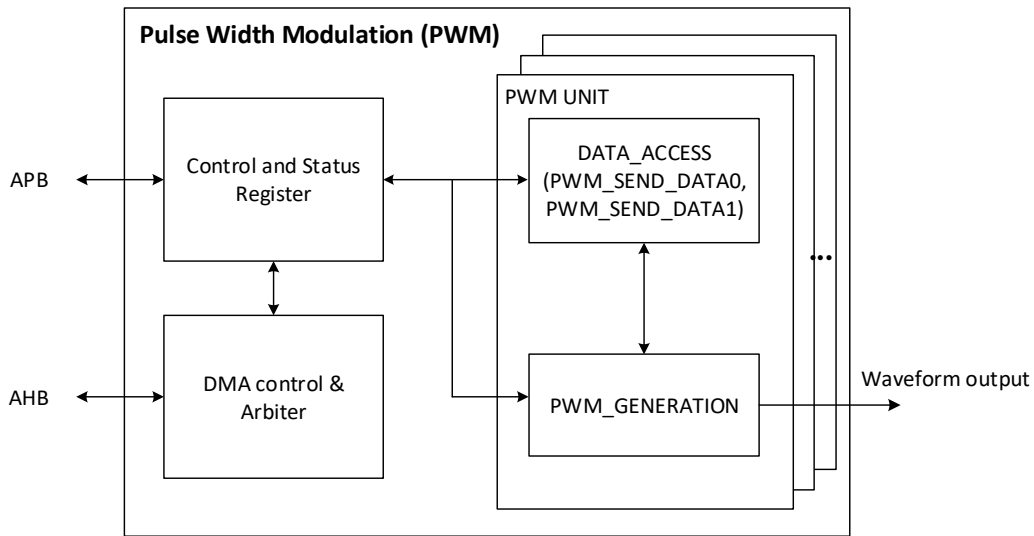 Pulse Width Modulation (PWM)
PWM UNIT
APB
Control and Status
Register
DATA_ACCESS
(PWM_SEND_DATA0,
PWM_SEND_DATA1)
...
AHB
DMA control &
Arbiter
PWM_GENERATION
Waveform output